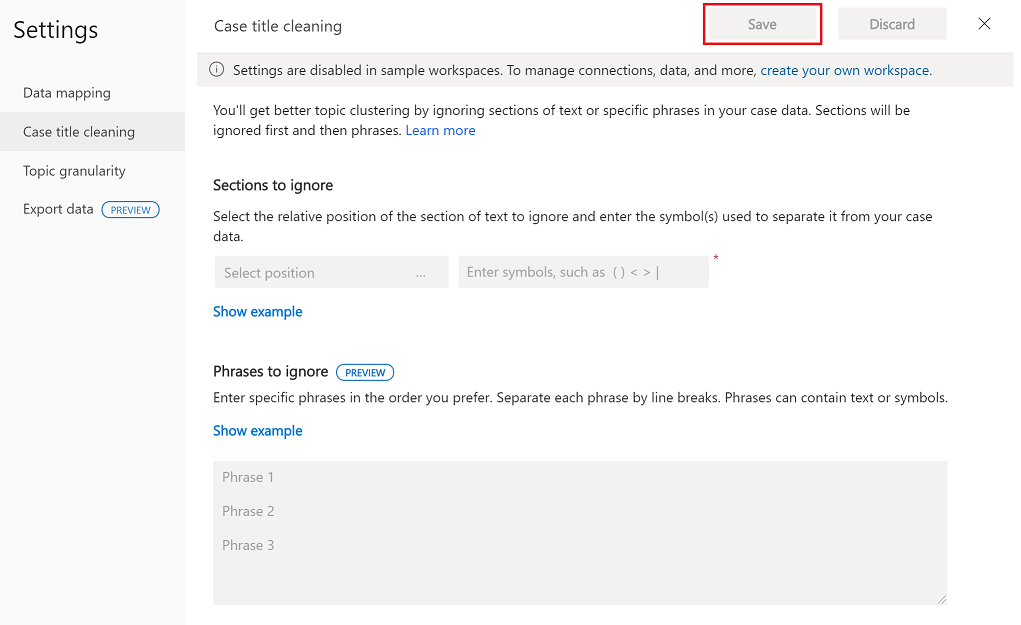 Settings
Data mapping
Case title cleaning
Topic granularity
Export data PREVIEW
Case title cleaning
Save
Discard
Settings are disabled in sample workspaces. To manage connections, data, and more, create your own workspace.
You'll get better topic clustering by ignoring sections of text or specific phrases in your case data. Sections will be
ignored first and then phrases. Learn more
Sections to ignore
Select the relative position of the section of text to ignore and enter the symbol(s) used to separate it from your case
data.
Select position ... Enter symbols, such as ( ) < > | *
Show example
Phrases to ignore PREVIEW
Enter specific phrases in the order you prefer. Separate each phrase by line breaks. Phrases can contain text or symbols.
Show example
Phrase 1
Phrase 2
Phrase 3